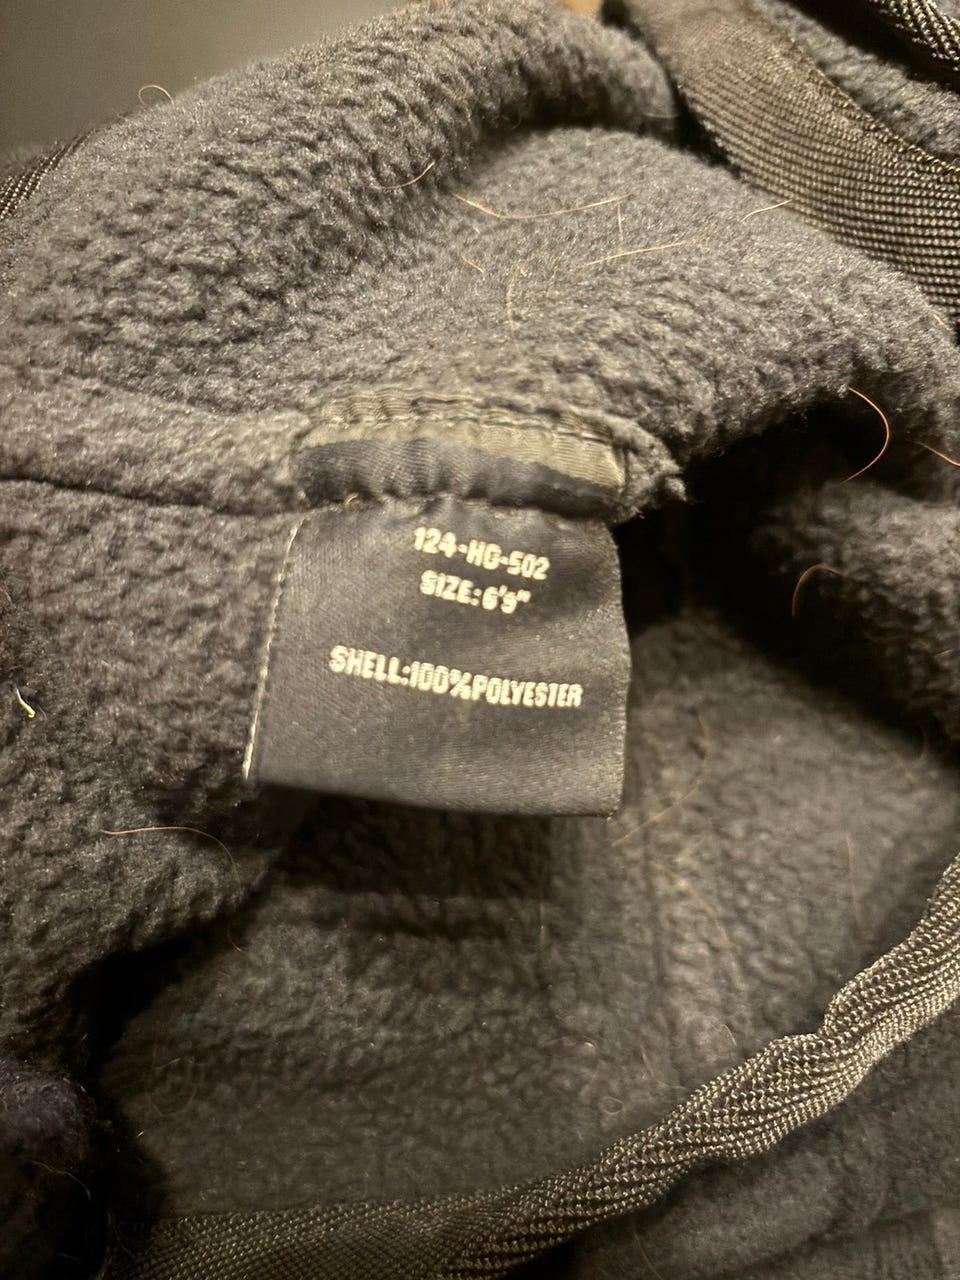 124-HG-502
SIZE: 6'9"
SHELL:100%POLYESTER